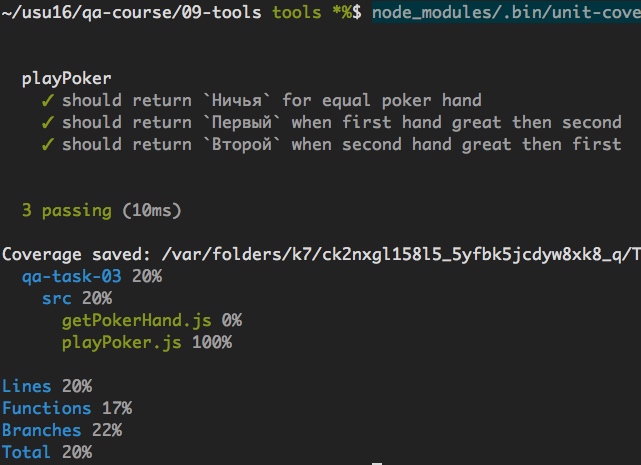 ~/usu16/qa-course/09-tools tools *%$ node_modules/.bin/unit-cove
playPoker
✓ should return `Ничья` for equal poker hand
✓ should return `Первый` when first hand great then second
✓ should return `Второй` when second hand great then first
3 passing (10ms)
Coverage saved: /var/folders/k7/ck2nxgl158l5_5yfbk5jcdyw8xk8_q/T
qa-task-03 20%
src 20%
getPokerHand.js 0%
playPoker.js 100%
Lines 20%
Functions 17%
Branches 22%
Total 20%